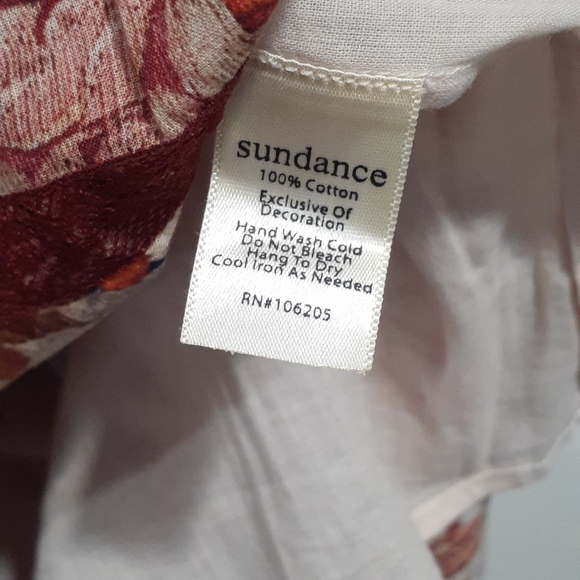 sundance
100% Cotton
Exclusive Of
Decoration
Hand Wash Cold
Do Not Bleach
Hang To Dry
Cool Iron As Needed
RN#106205